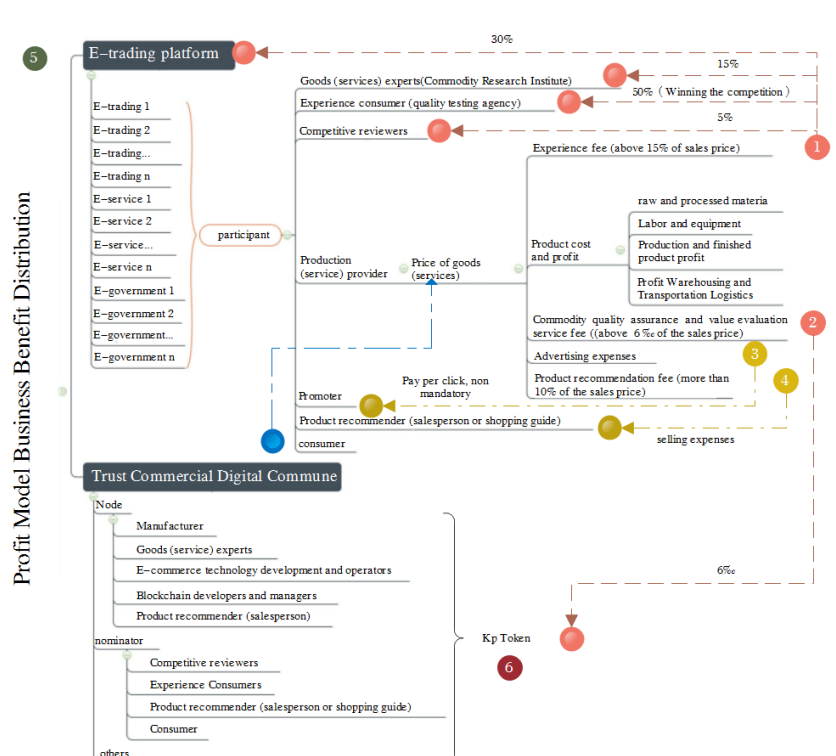 Profit Model Business Benefit Distribution
5
E-trading platform
30%
15%
50% ( Winning the competition )
5%
1
Goods (services) experts(Commodity Research Institute)
Experience consumer (quality testing agency)
Competitive reviewers
E-trading 1
E-trading 2
E-trading...
E-trading n
E-service 1
E-service 2
E-service...
E-service n
E-government 1
E-government 2
E-government...
E-government n
participant
Production
(service) provider
Price of goods
(services)
Experience fee (above 15% of sales price)
Product cost
and profit
raw and processed materia
Labor and equipment
Production and finished
product profit
Profit Warehousing and
Transportation Logistics
Commodity quality assurance and value evaluation
service fee ((above 6‰ of the sales price)
2
Advertising expenses
3
Product recommendation fee (more than
10% of the sales price)
4
Pay per click, non
mandatory
Promoter
Product recommender (salesperson or shopping guide)
selling expenses
consumer
Trust Commercial Digital Commune
Node
Manufacturer
Goods (service) experts
E-commerce technology development and operators
Blockchain developers and managers
Product recommender (salesperson)
nominator
Competitive reviewers
Experience Consumers
Product recommender (salesperson or shopping guide)
Consumer
others
Kp Token
6
6‰